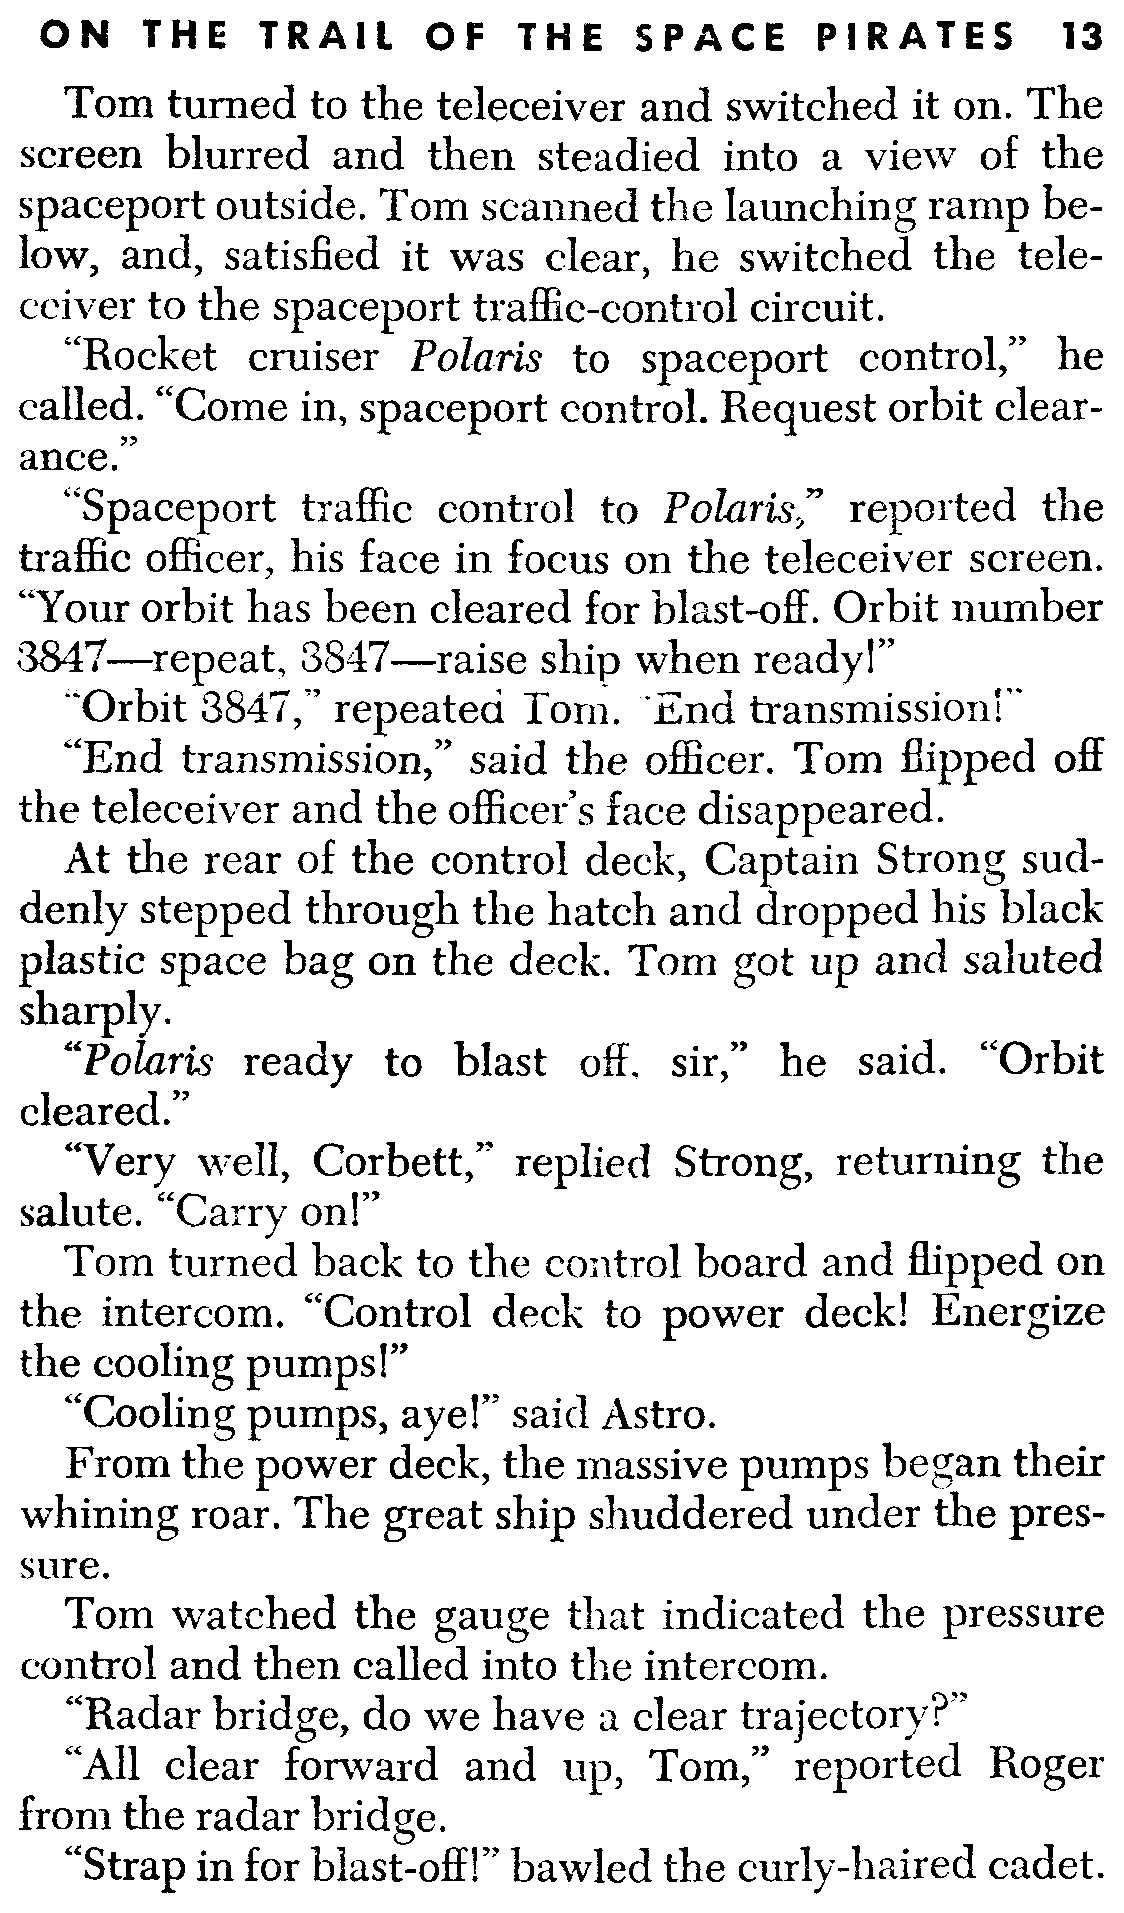 ON THE TRAIL OF THE SPACE PIRATES 13
Tom turned to the teleceiver and switched it on. The
screen blurred and then steadied into a view of the
spaceport outside. Tom scanned the launching ramp be-
low, and, satisfied it was clear, he switched the tele-
ceiver to the spaceport traffic-control circuit.
“Rocket cruiser Polaris to spaceport control,” he
called. “Come in, spaceport control. Request orbit clear-
ance.”
“Spaceport traffic control to Polaris,” reported the
traffic officer, his face in focus on the teleceiver screen.
“Your orbit has been cleared for blast-off. Orbit number
3847—repeat, 3847—raise ship when ready!”
“Orbit 3847,” repeated Tom. “End transmission!”
“End transmission,” said the officer. Tom flipped off
the teleceiver and the officer’s face disappeared.
At the rear of the control deck, Captain Strong sud-
denly stepped through the hatch and dropped his black
plastic space bag on the deck. Tom got up and saluted
sharply.
“Polaris ready to blast off, sir,” he said. “Orbit
cleared.”
“Very well, Corbett,” replied Strong, returning the
salute. “Carry on!”
Tom turned back to the control board and flipped on
the intercom. “Control deck to power deck! Energize
the cooling pumps!”
“Cooling pumps, aye!” said Astro.
From the power deck, the massive pumps began their
whining roar. The great ship shuddered under the pres-
sure.
Tom watched the gauge that indicated the pressure
control and then called into the intercom.
“Radar bridge, do we have a clear trajectory?”
“All clear forward and up, Tom,” reported Roger
from the radar bridge.
“Strap in for blast-off!” bawled the curly-haired cadet.